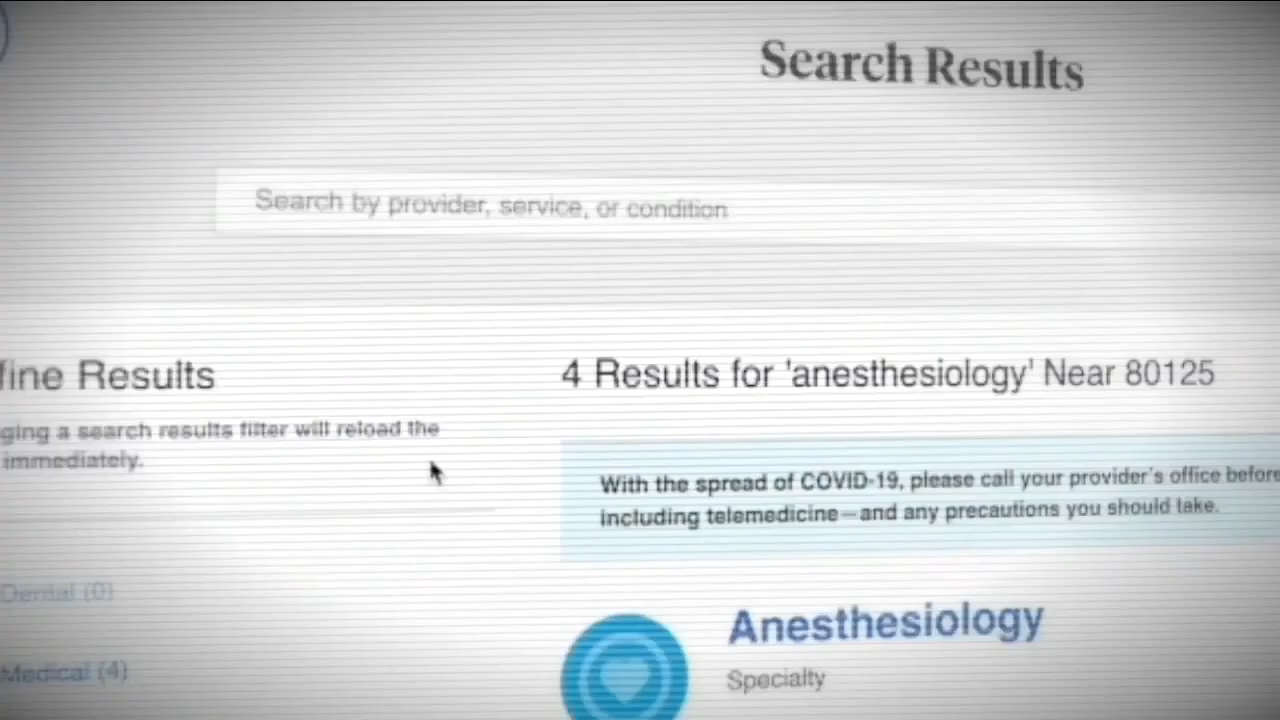 Search Results
Search by provider, service, or condition
fine Results
ging a search results filter will reload the
immediately.
Dental (0)
Medical (4)
4 Results for 'anesthesiology' Near 80125
With the spread of COVID-19, please call your provider's office before
including telemedicine—and any precautions you should take.
Anesthesiology
Specialty